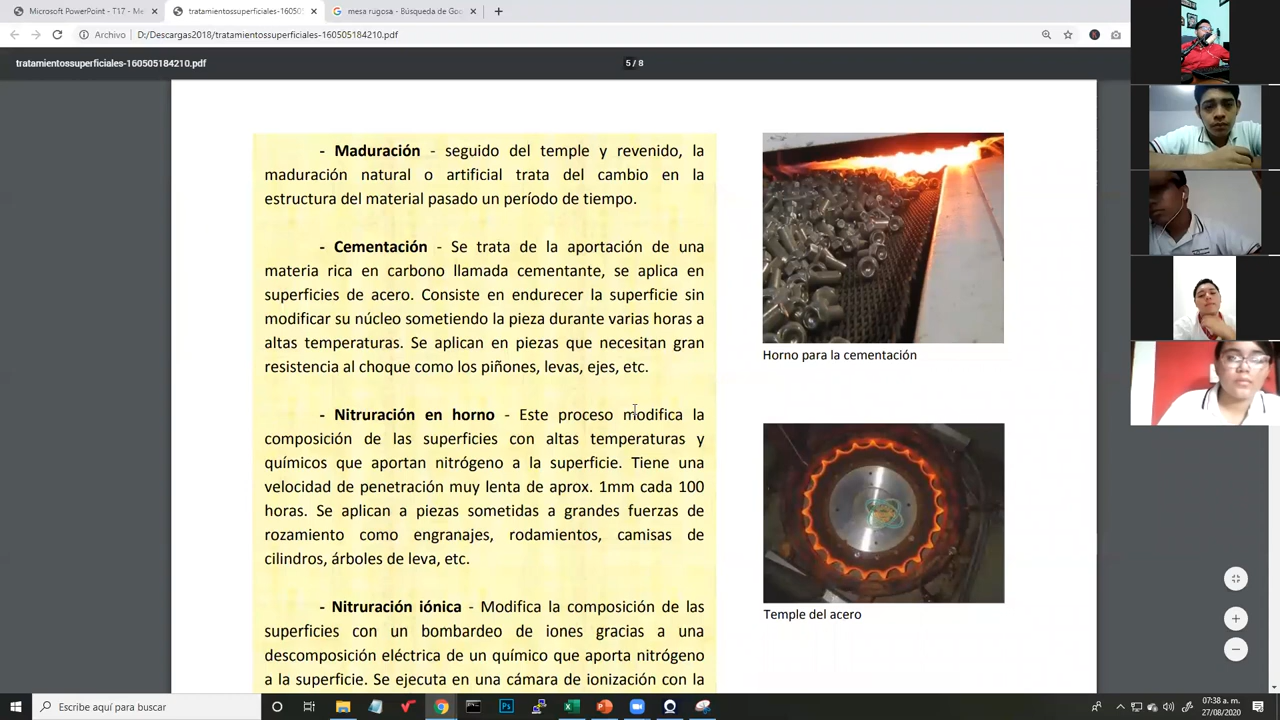 Microsoft PowerPoint - T17 - Me
tratamientossuperficiales-160505
mesa rugosa - Búsqueda de Goo
Archivo
D:/Descargas2018/tratamientossuperficiales-160505184210.pdf
tratamientossuperficiales-160505184210.pdf
5 / 8
- Maduración - seguido del temple y revenido, la
maduración natural o artificial trata del cambio en la
estructura del material pasado un período de tiempo.
- Cementación - Se trata de la aportación de una
materia rica en carbono llamada cementante, se aplica en
superficies de acero. Consiste en endurecer la superficie sin
modificar su núcleo sometiendo la pieza durante varias horas a
altas temperaturas. Se aplican en piezas que necesitan gran
resistencia al choque como los piñones, levas, ejes, etc.
Horno para la cementación
- Nitruración en horno - Este proceso modifica la
composición de las superficies con altas temperaturas y
químicos que aportan nitrógeno a la superficie. Tiene una
velocidad de penetración muy lenta de aprox. 1mm cada 100
horas. Se aplican a piezas sometidas a grandes fuerzas de
rozamiento como engranajes, rodamientos, camisas de
cilindros, árboles de leva, etc.
Temple del acero
- Nitruración iónica - Modifica la composición de las
superficies con un bombardeo de iones gracias a una
descomposición eléctrica de un químico que aporta nitrógeno
a la superficie. Se ejecuta en una cámara de ionización con la
Escribe aquí para buscar
07:38 a. m.
27/08/2020